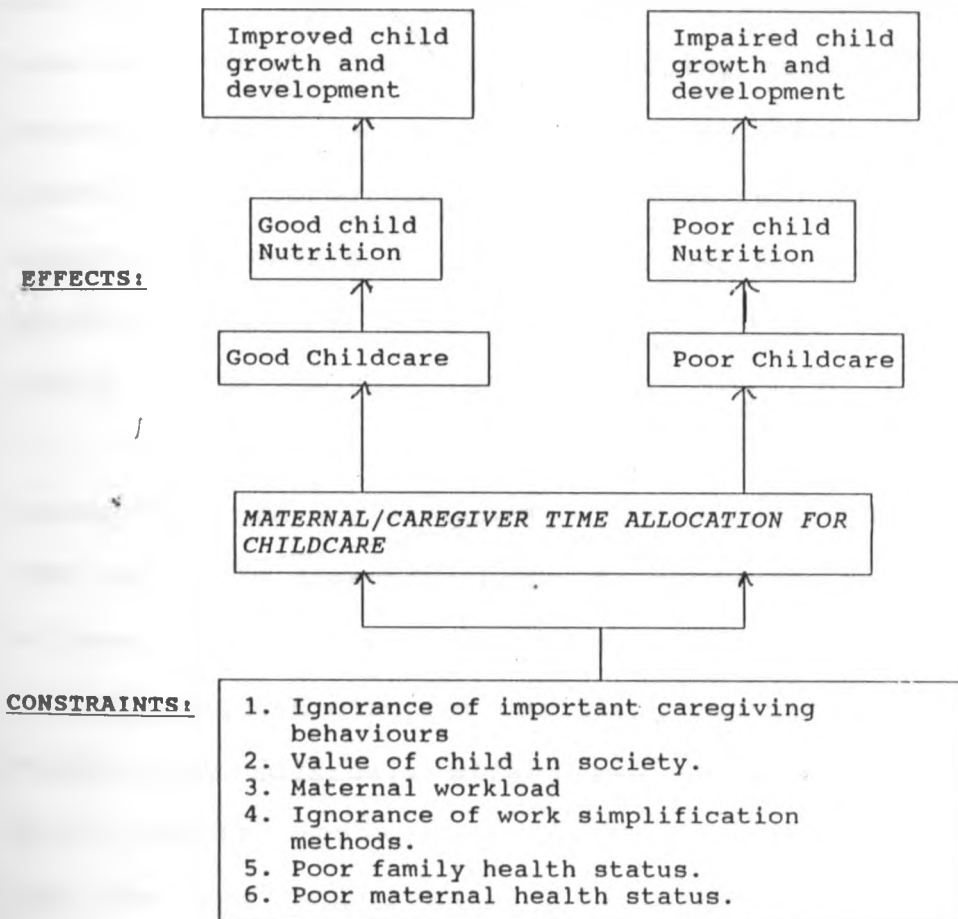 Improved child
growth and
development
Impaired child
growth and
development
Good child
Nutrition
Poor child
Nutrition
EFFECTS:
Good Childcare
Poor Childcare
MATERNAL/CAREGIVER TIME ALLOCATION FOR
CHILDCARE
CONSTRAINTS:
1. Ignorance of important caregiving
behaviours
2. Value of child in society.
3. Maternal workload
4. Ignorance of work simplification
methods.
5. Poor family health status.
6. Poor maternal health status.